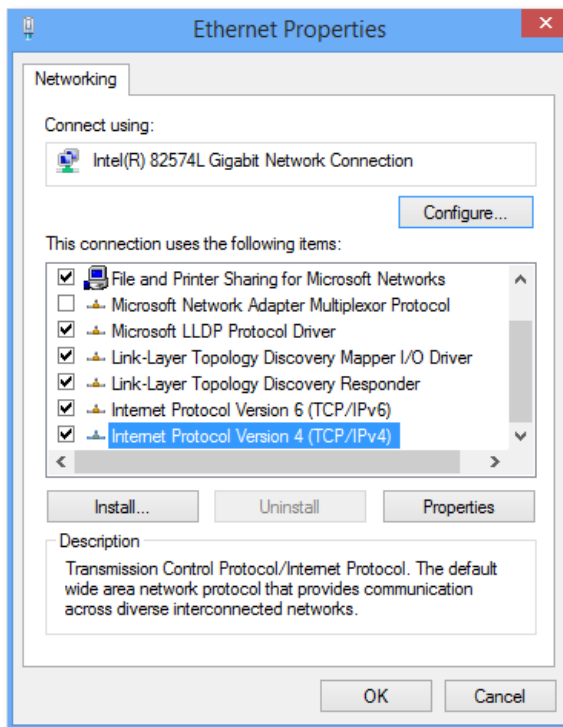 Ethernet Properties
Networking
Connect using:
Intel(R) 82574L Gigabit Network Connection
Configure...
This connection uses the following items:
File and Printer Sharing for Microsoft Networks
Microsoft Network Adapter Multiplexor Protocol
Microsoft LLDP Protocol Driver
Link-Layer Topology Discovery Mapper I/O Driver
Link-Layer Topology Discovery Responder
Internet Protocol Version 6 (TCP/IPv6)
Internet Protocol Version 4 (TCP/IPv4)
Install... Uninstall Properties
Description
Transmission Control Protocol/Internet Protocol. The default
wide area network protocol that provides communication
across diverse interconnected networks.
OK Cancel